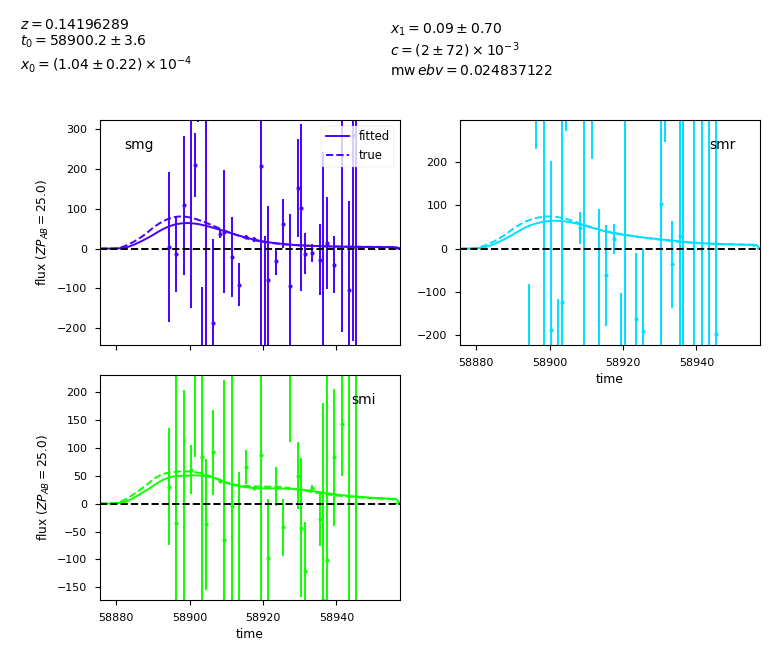 z = 0.14196289
t₀ = 58900.2 ± 3.6
x₀ = (1.04 ± 0.22) × 10⁻⁴
x₁ = 0.09 ± 0.70
c = (2 ± 72) × 10⁻³
mw ebv = 0.024837122
smg
fitted
true
300
200
100
0
−100
−200
flux (ZP_AB = 25.0)
smr
200
100
0
−100
−200
58880 58900 58920 58940
time
smi
200
150
100
50
0
−50
−100
−150
flux (ZP_AB = 25.0)
58880 58900 58920 58940
time